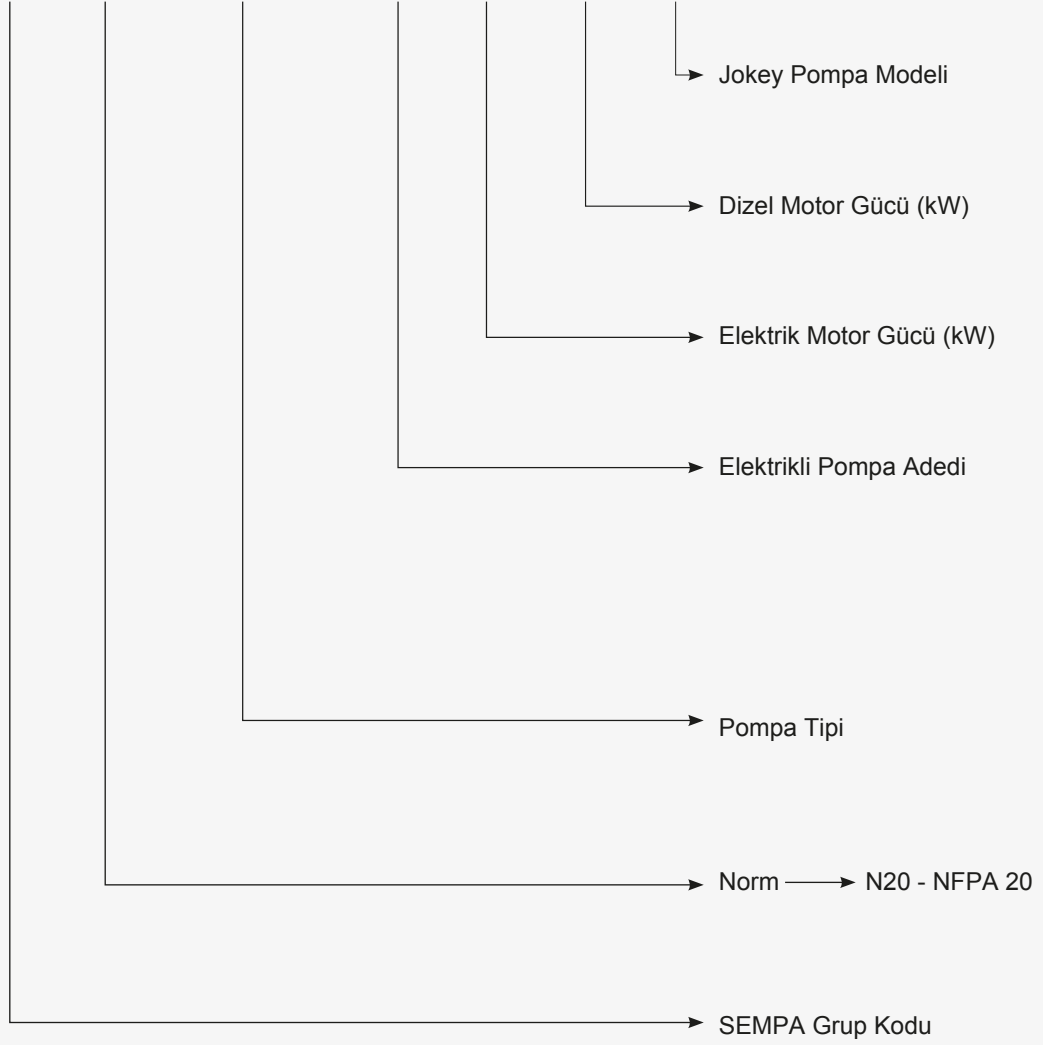 Jokey Pompa Modeli
Dizel Motor Gücü (kW)
Elektrik Motor Gücü (kW)
Elektrikli Pompa Adedi
Pompa Tipi
Norm N20 - NFPA 20
SEMPA Grup Kodu